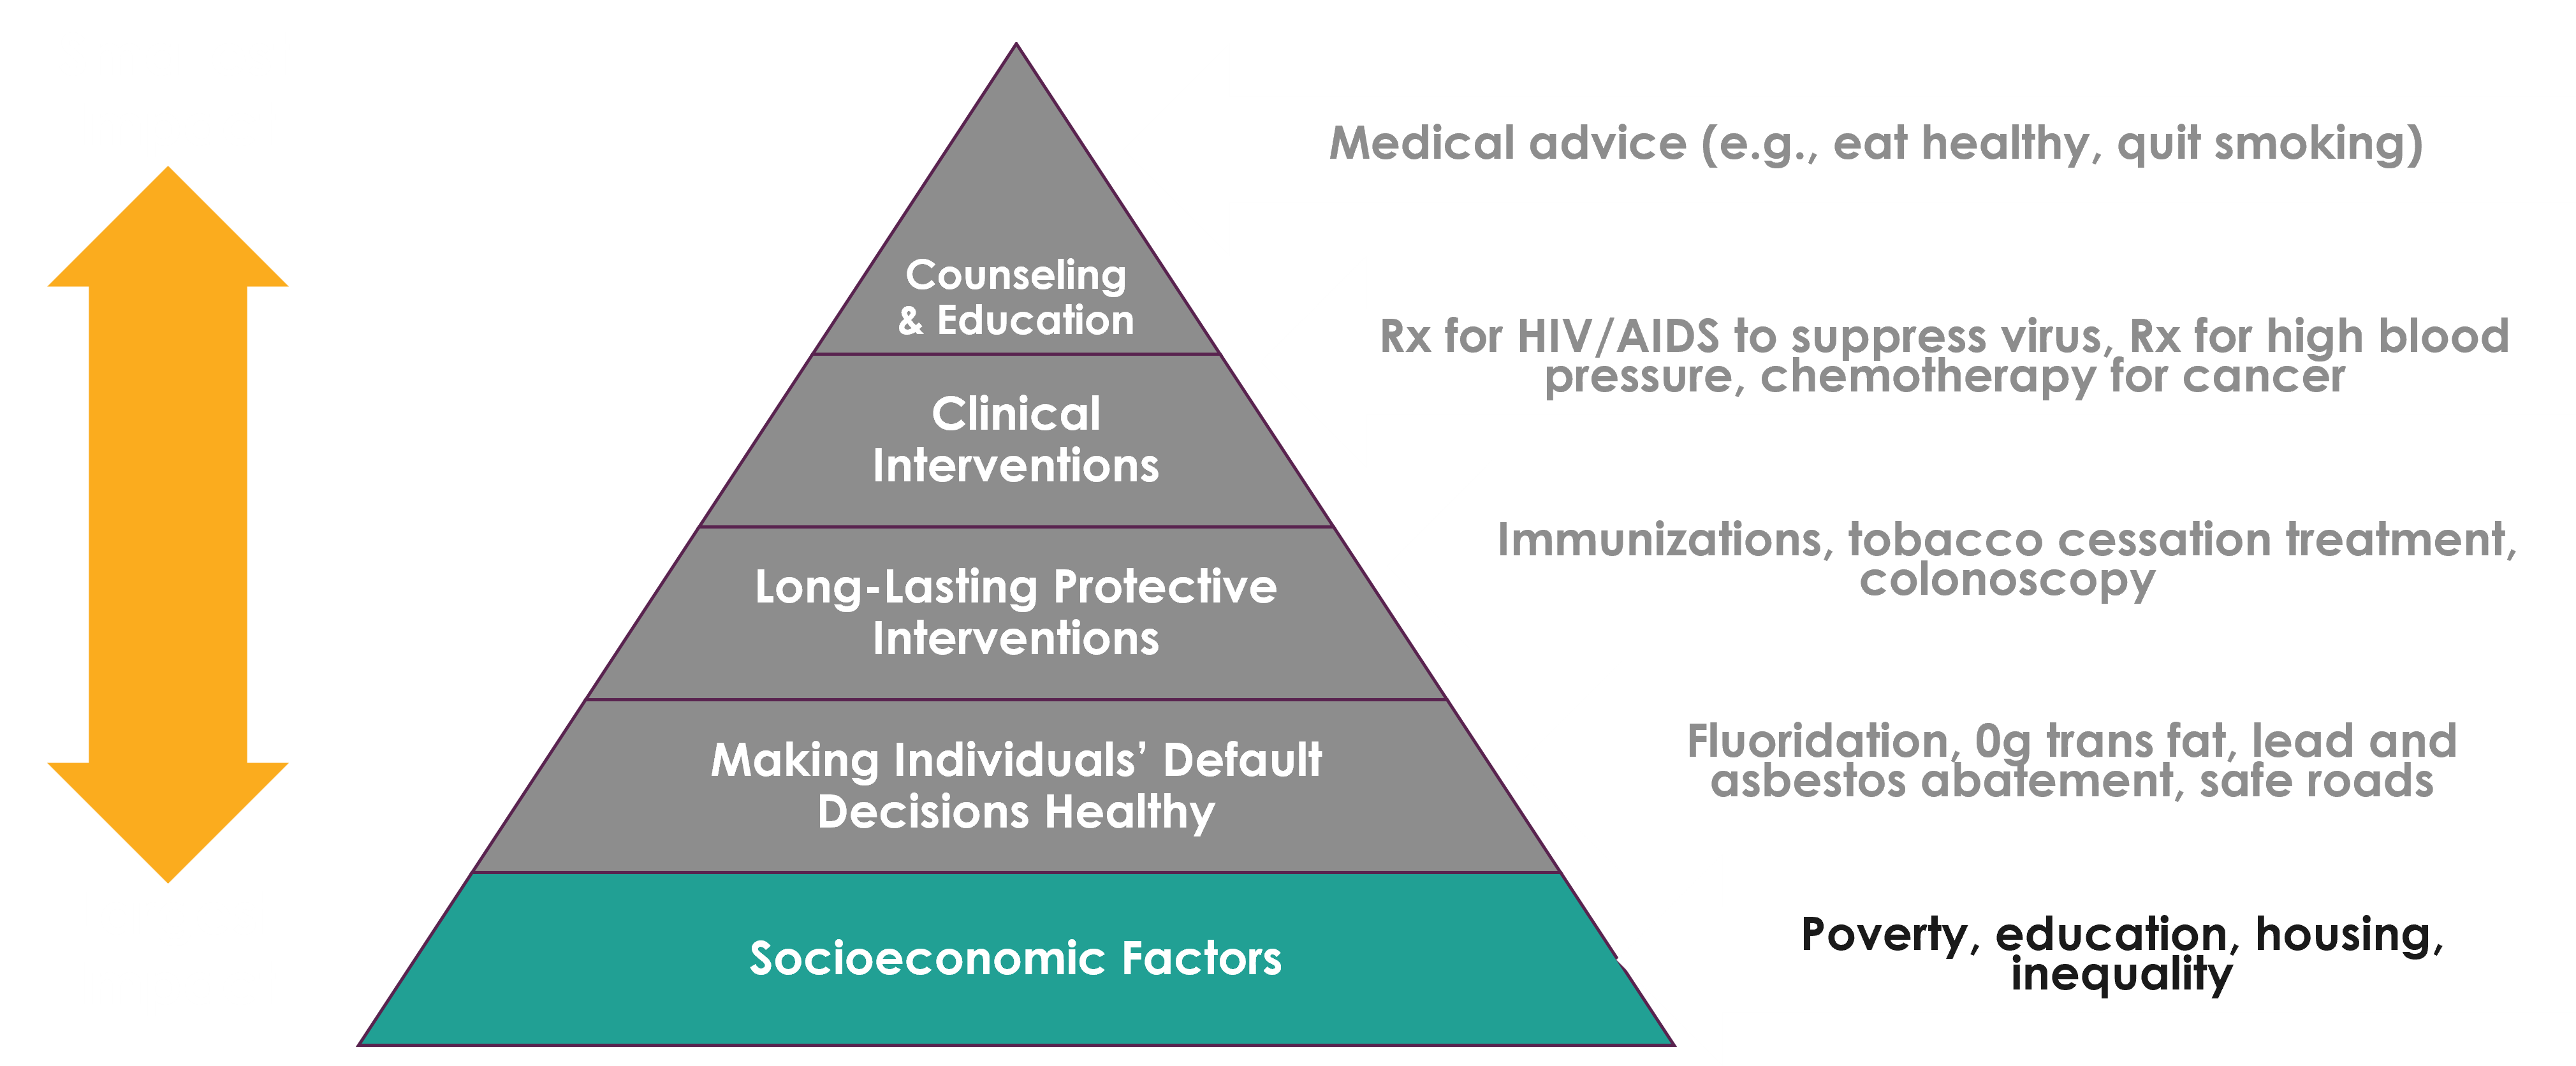 Medical advice (e.g., eat healthy, quit smoking)
Counseling
& Education
Rx for HIV/AIDS to suppress virus, Rx for high blood
pressure, chemotherapy for cancer
Clinical
Interventions
Immunizations, tobacco cessation treatment,
colonoscopy
Long-Lasting Protective
Interventions
Fluoridation, 0g trans fat, lead and
asbestos abatement, safe roads
Making Individuals’ Default
Decisions Healthy
Poverty, education, housing,
inequality
Socioeconomic Factors